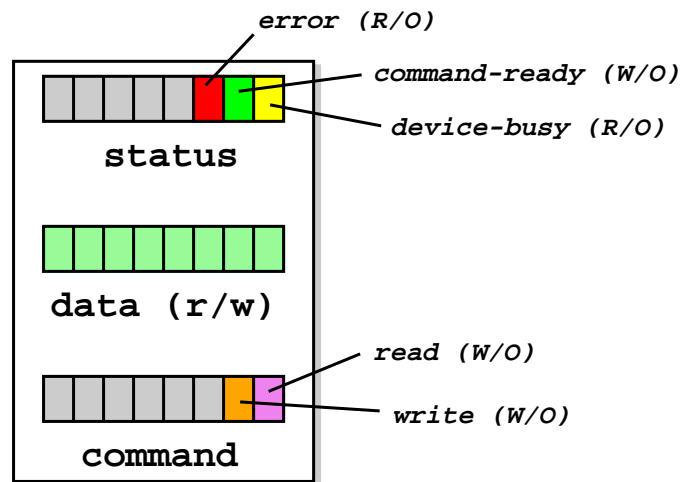 error (R/O)
command-ready (W/O)
device-busy (R/O)
status
data (r/w)
read (W/O)
write (W/O)
command